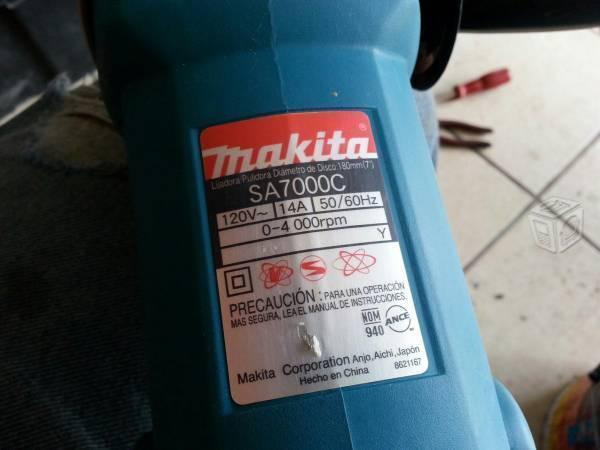 makita®
Lijadora Pulidora Diámetro de Disco 180mm(7")
SA7000C
120V~ 14A 50/60Hz
0-4 000rpm
Y
PRECAUCIÓN : PARA UNA OPERACIÓN
MAS SEGURA, LEA EL MANUAL DE INSTRUCCIONES.
NOM
940
ANCE
Makita Corporation Anjo, Aichi, Japón
Hecho en China
8621167